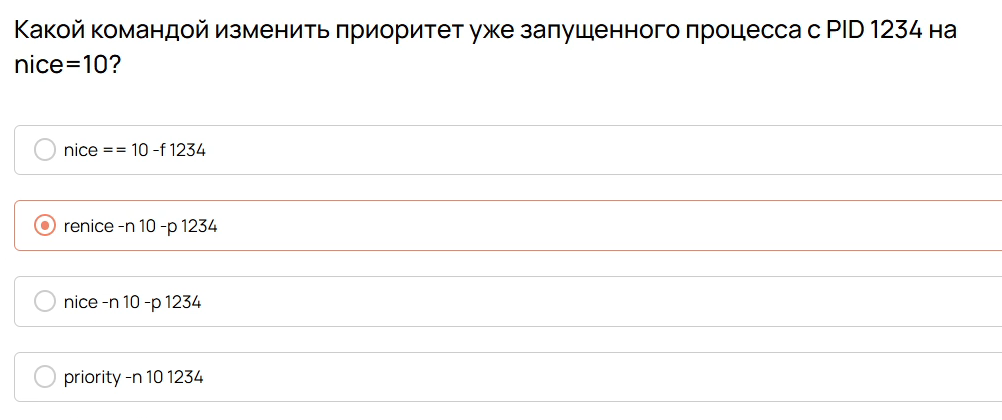 Какой командой изменить приоритет уже запущенного процесса с PID 1234 на
nice=10?
nice == 10 -f 1234
renice -n 10 -p 1234
nice -n 10 -p 1234
priority -n 10 1234